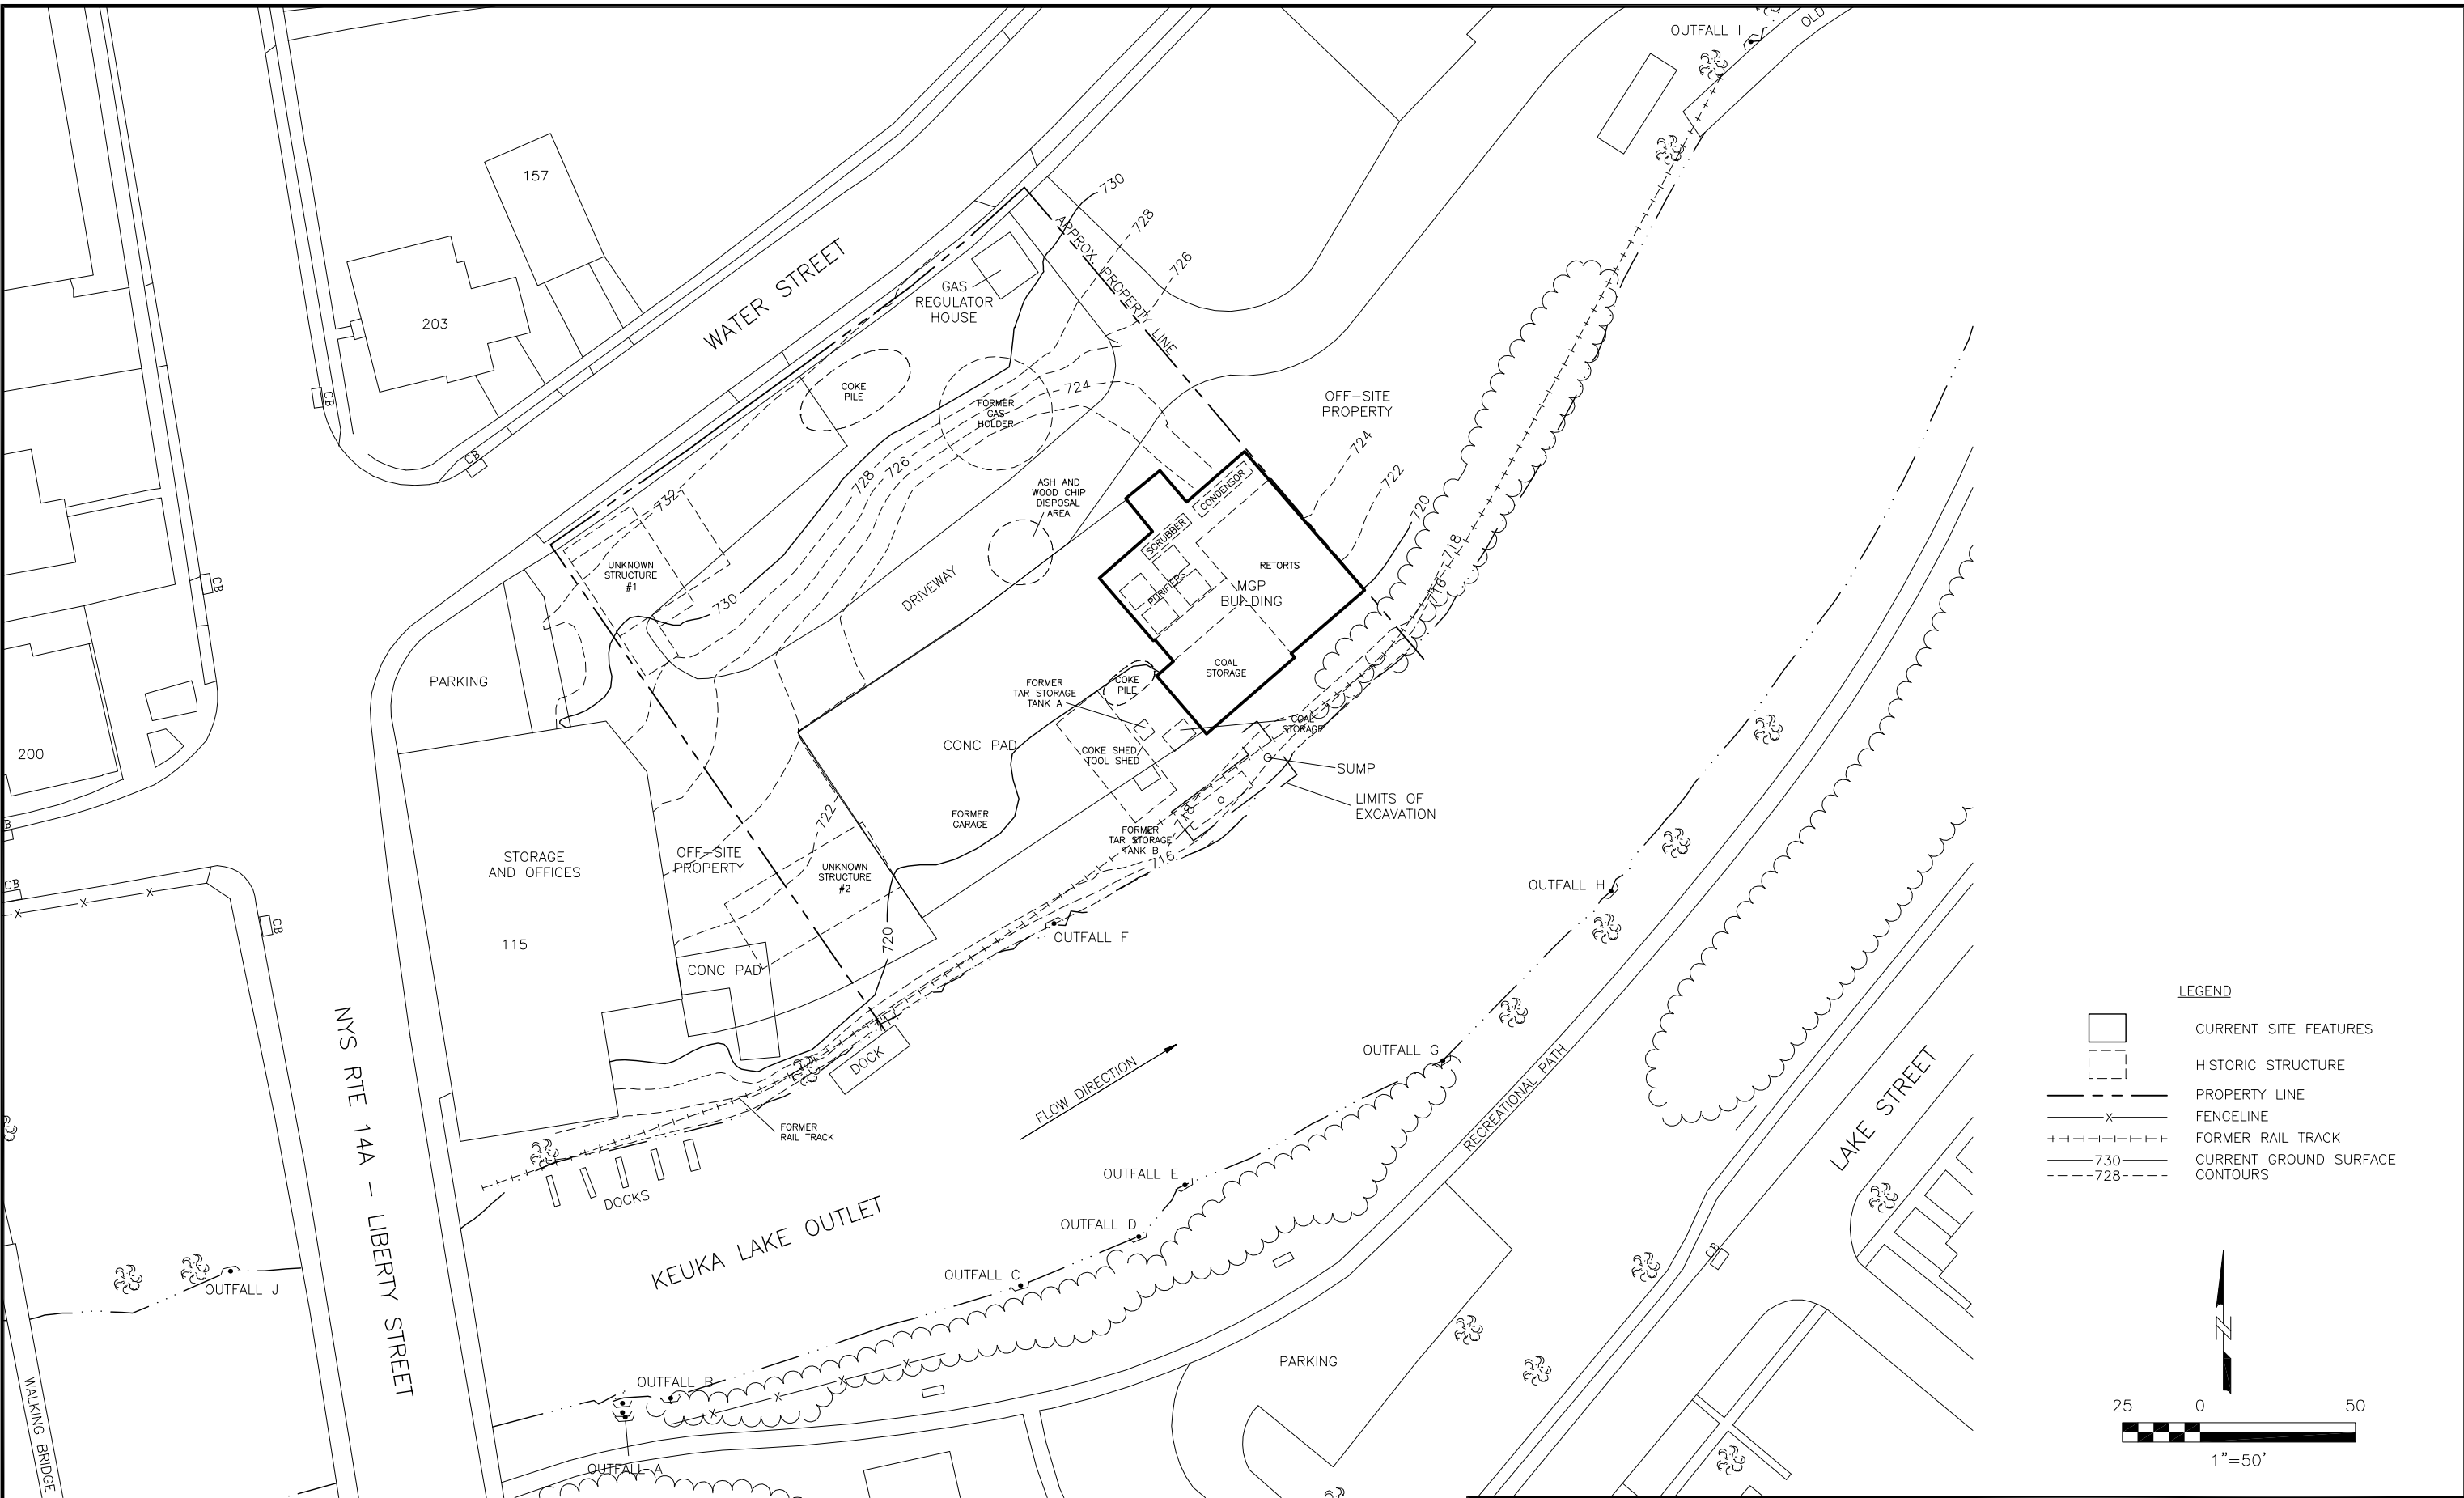 OUTFALL I
OLD
157
203
WATER STREET
GAS
REGULATOR
HOUSE
APPROX. PROPERTY LINE
730
728
726
COKE
PILE
FORMER
GAS
HOLDER
724
OFF-SITE
PROPERTY
724
722
720
718
716
CB
CB
CB
732
728
726
ASH AND
WOOD CHIP
DISPOSAL
AREA
CONDENSOR
SCRUBBER
PURIFIERS
RETORTS
MGP
BUILDING
COAL
STORAGE
UNKNOWN
STRUCTURE
#1
730
DRIVEWAY
PARKING
FORMER
TAR STORAGE
TANK A
COKE
PILE
COAL
STORAGE
200
CONC PAD
COKE SHED/
TOOL SHED
SUMP
LIMITS OF
EXCAVATION
718
722
FORMER
GARAGE
FORMER
TAR STORAGE
TANK B
716
B
CB
CB
STORAGE
AND OFFICES
OFF-SITE
PROPERTY
UNKNOWN
STRUCTURE
#2
115
720
OUTFALL F
OUTFALL H
CONC PAD
714
DOCK
FORMER
RAIL TRACK
NYS RTE 14A - LIBERTY STREET
FLOW DIRECTION
OUTFALL G
RECREATIONAL PATH
LAKE STREET
DOCKS
OUTFALL E
OUTFALL D
KEUKA LAKE OUTLET
OUTFALL C
CB
OUTFALL J
OUTFALL B
PARKING
WALKING BRIDGE
OUTFALL A
LEGEND
CURRENT SITE FEATURES
HISTORIC STRUCTURE
PROPERTY LINE
X FENCELINE
FORMER RAIL TRACK
730 CURRENT GROUND SURFACE
728 CONTOURS
N
25 0 50
1"=50'